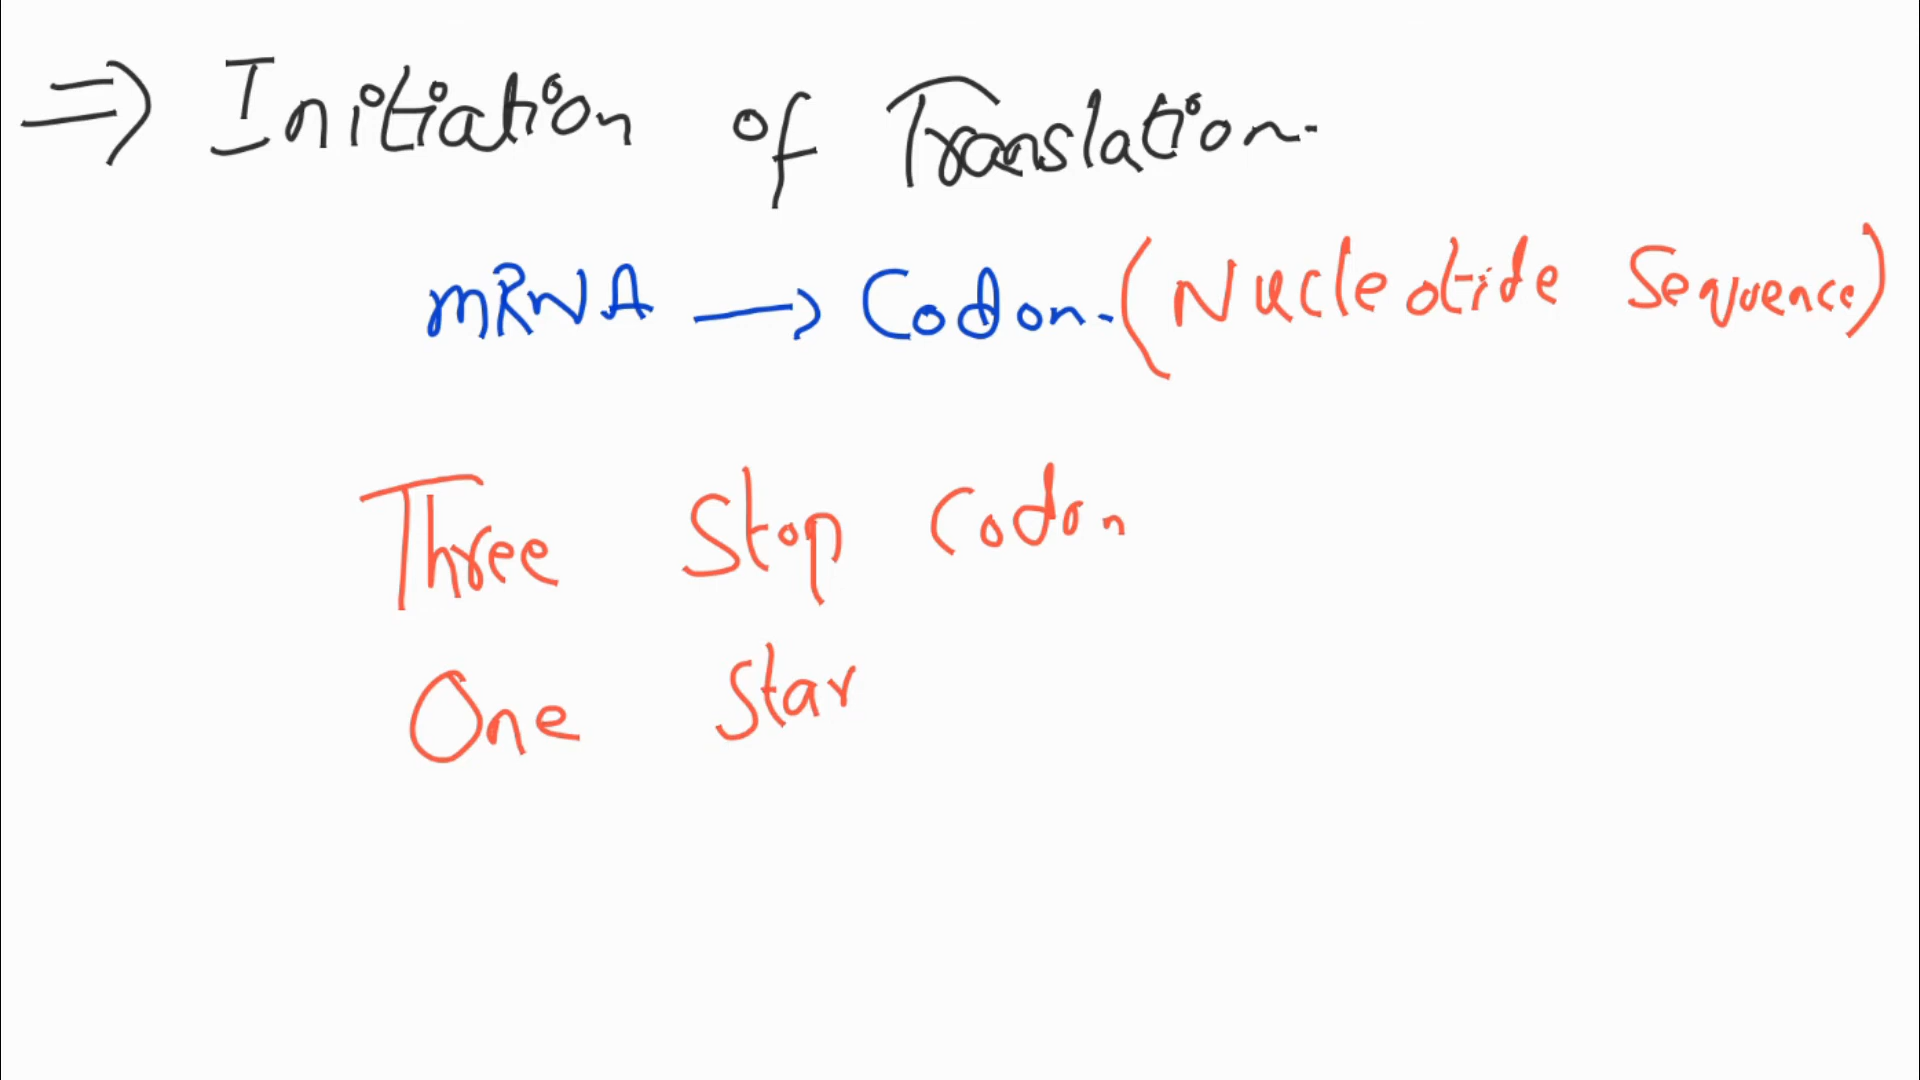 ⇒ Initiation of Translation.
mRNA → Codon. (Nucleotide Sequence)
Three Stop Codon
One Star